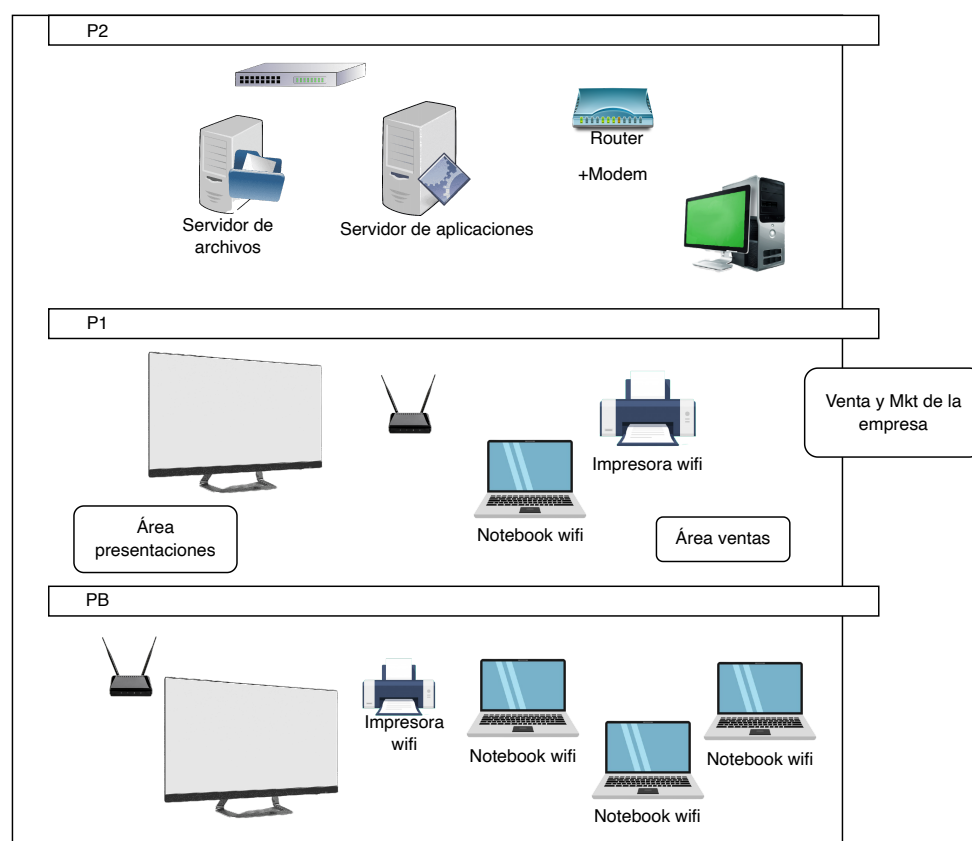 P2
Router
+Modem
Servidor de
archivos
Servidor de aplicaciones
P1
Venta y Mkt de la
empresa
Impresora wifi
Notebook wifi
Área
presentaciones
Área ventas
PB
Impresora
wifi
Notebook wifi
Notebook wifi
Notebook wifi